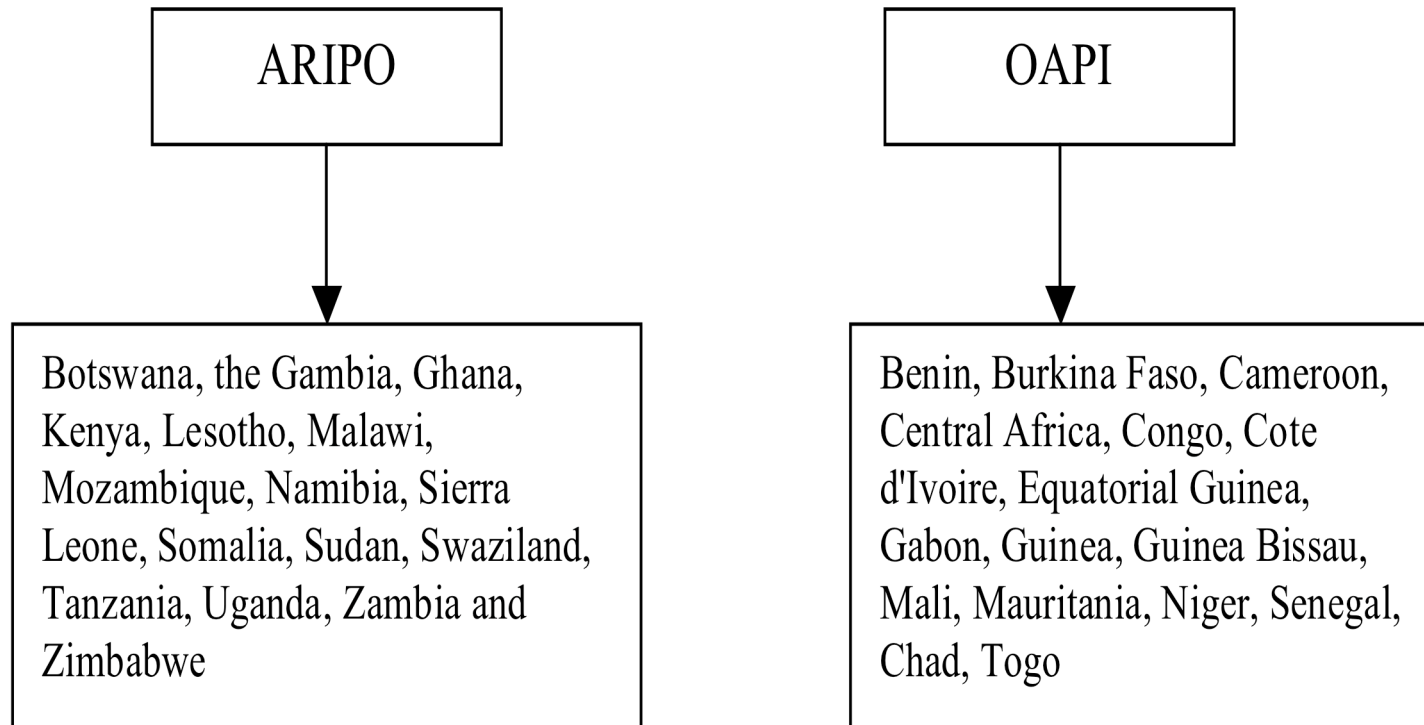 ARIPO
OAPI
Botswana, the Gambia, Ghana,
Kenya, Lesotho, Malawi,
Mozambique, Namibia, Sierra
Leone, Somalia, Sudan, Swaziland,
Tanzania, Uganda, Zambia and
Zimbabwe
Benin, Burkina Faso, Cameroon,
Central Africa, Congo, Cote
d'Ivoire, Equatorial Guinea,
Gabon, Guinea, Guinea Bissau,
Mali, Mauritania, Niger, Senegal,
Chad, Togo